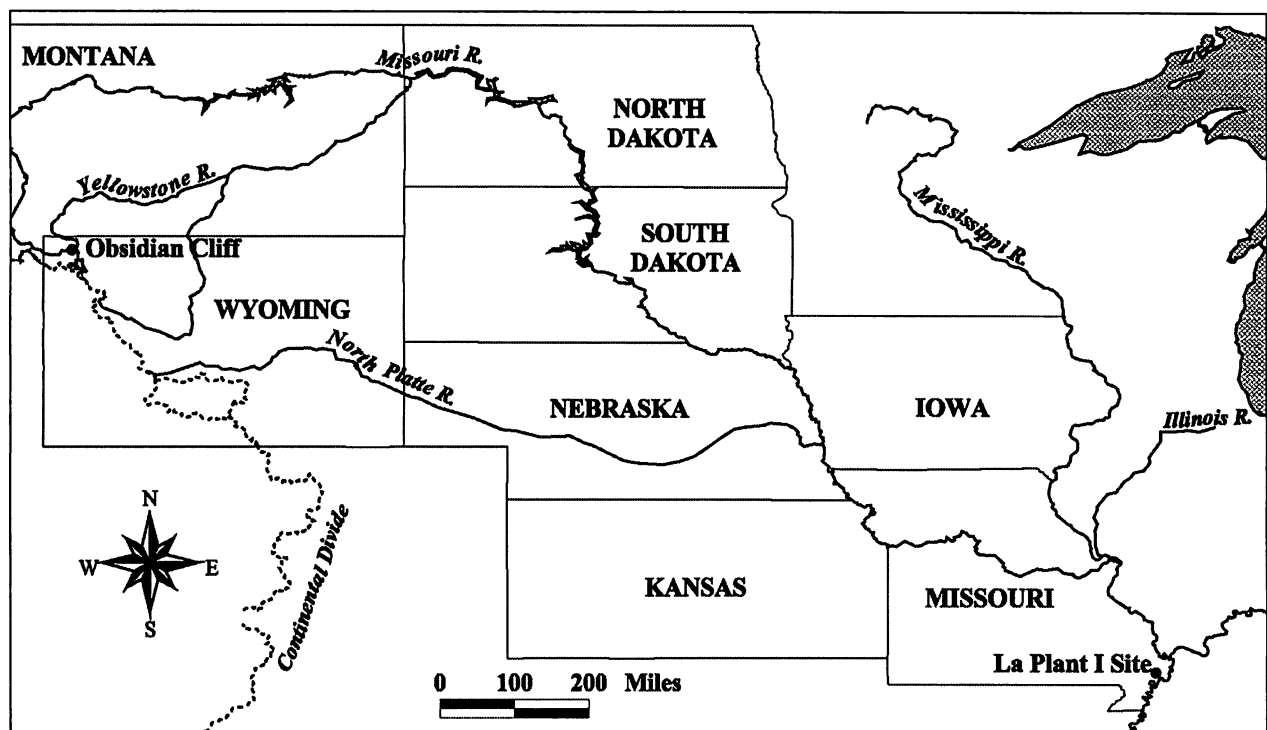 MONTANA
Missouri R.
NORTH
DAKOTA
Yellowstone R.
Mississippi R.
Obsidian Cliff
SOUTH
DAKOTA
WYOMING
North Platte R.
NEBRASKA
IOWA
Illinois R.
N
W
E
S
Continental Divide
KANSAS
MISSOURI
La Plant I Site
0 100 200 Miles